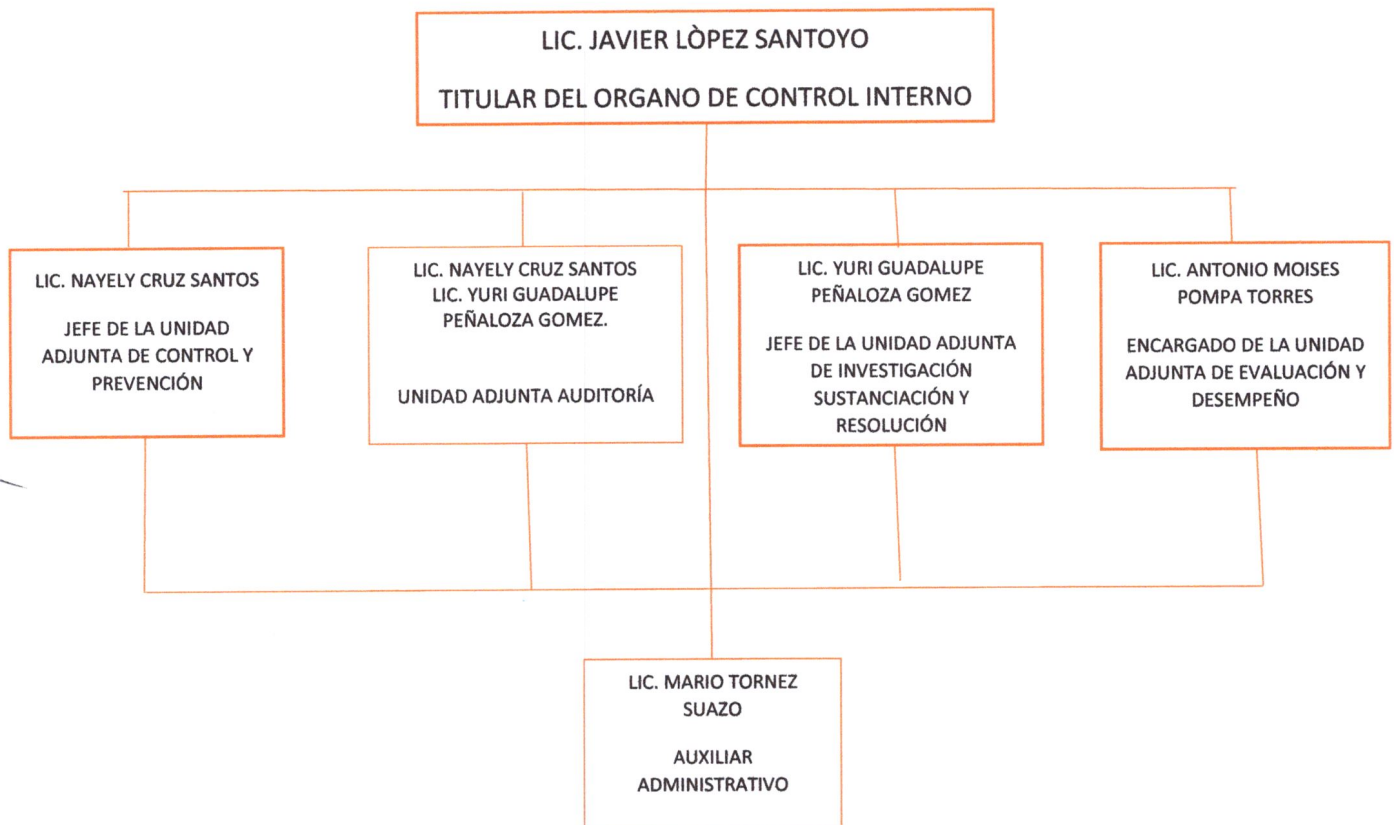 LIC. JAVIER LÒPEZ SANTOYO
TITULAR DEL ORGANO DE CONTROL INTERNO
LIC. NAYELY CRUZ SANTOS
JEFE DE LA UNIDAD
ADJUNTA DE CONTROL Y
PREVENCIÓN
LIC. NAYELY CRUZ SANTOS
LIC. YURI GUADALUPE
PEÑALOZA GOMEZ.
UNIDAD ADJUNTA AUDITORÍA
LIC. YURI GUADALUPE
PEÑALOZA GOMEZ
JEFE DE LA UNIDAD ADJUNTA
DE INVESTIGACIÓN
SUSTANCIACIÓN Y
RESOLUCIÓN
LIC. ANTONIO MOISES
POMPA TORRES
ENCARGADO DE LA UNIDAD
ADJUNTA DE EVALUACIÓN Y
DESEMPEÑO
LIC. MARIO TORNEZ
SUAZO
AUXILIAR
ADMINISTRATIVO